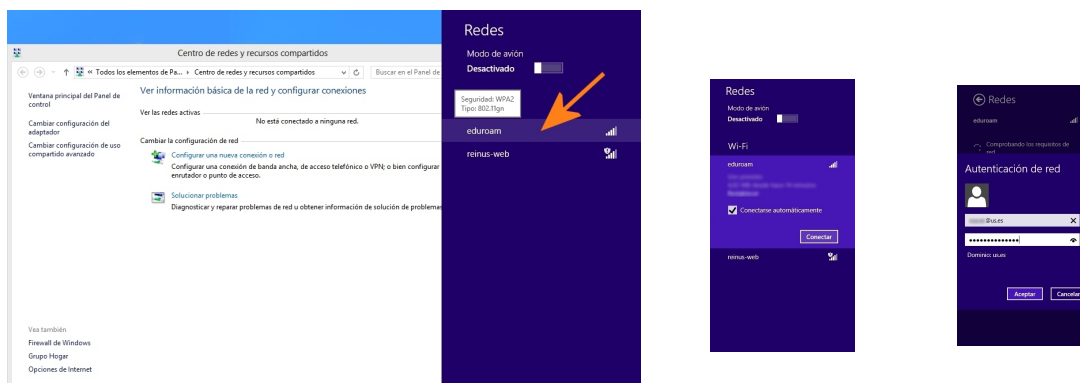 Centro de redes y recursos compartidos
« Todos los elementos de Pa... Centro de redes y recursos compartidos
Buscar en el Panel de
Ventana principal del Panel de
control
Cambiar configuración del
adaptador
Cambiar configuración de uso
compartido avanzado
Ver información básica de la red y configurar conexiones
Ver las redes activas
No está conectado a ninguna red.
Cambiar la configuración de red
Configurar una nueva conexión o red
Configurar una conexión de banda ancha, de acceso telefónico o VPN; o bien configurar
enrutador o punto de acceso.
Solucionar problemas
Diagnosticar y reparar problemas de red u obtener información de solución de problema
Vea también
Firewall de Windows
Grupo Hogar
Opciones de Internet
Redes
Modo de avión
Desactivado
Seguridad: WPA2
Tipo: 802.11gn
eduroam
reinus-web
Redes
Modo de avión
Desactivado
Wi-Fi
eduroam
Conectarse automáticamente
Conectar
reinus-web
Redes
eduroam
Comprobando los requisitos de
red
Autenticación de red
@us.es
Dominio: us.es
Aceptar
Cancelar